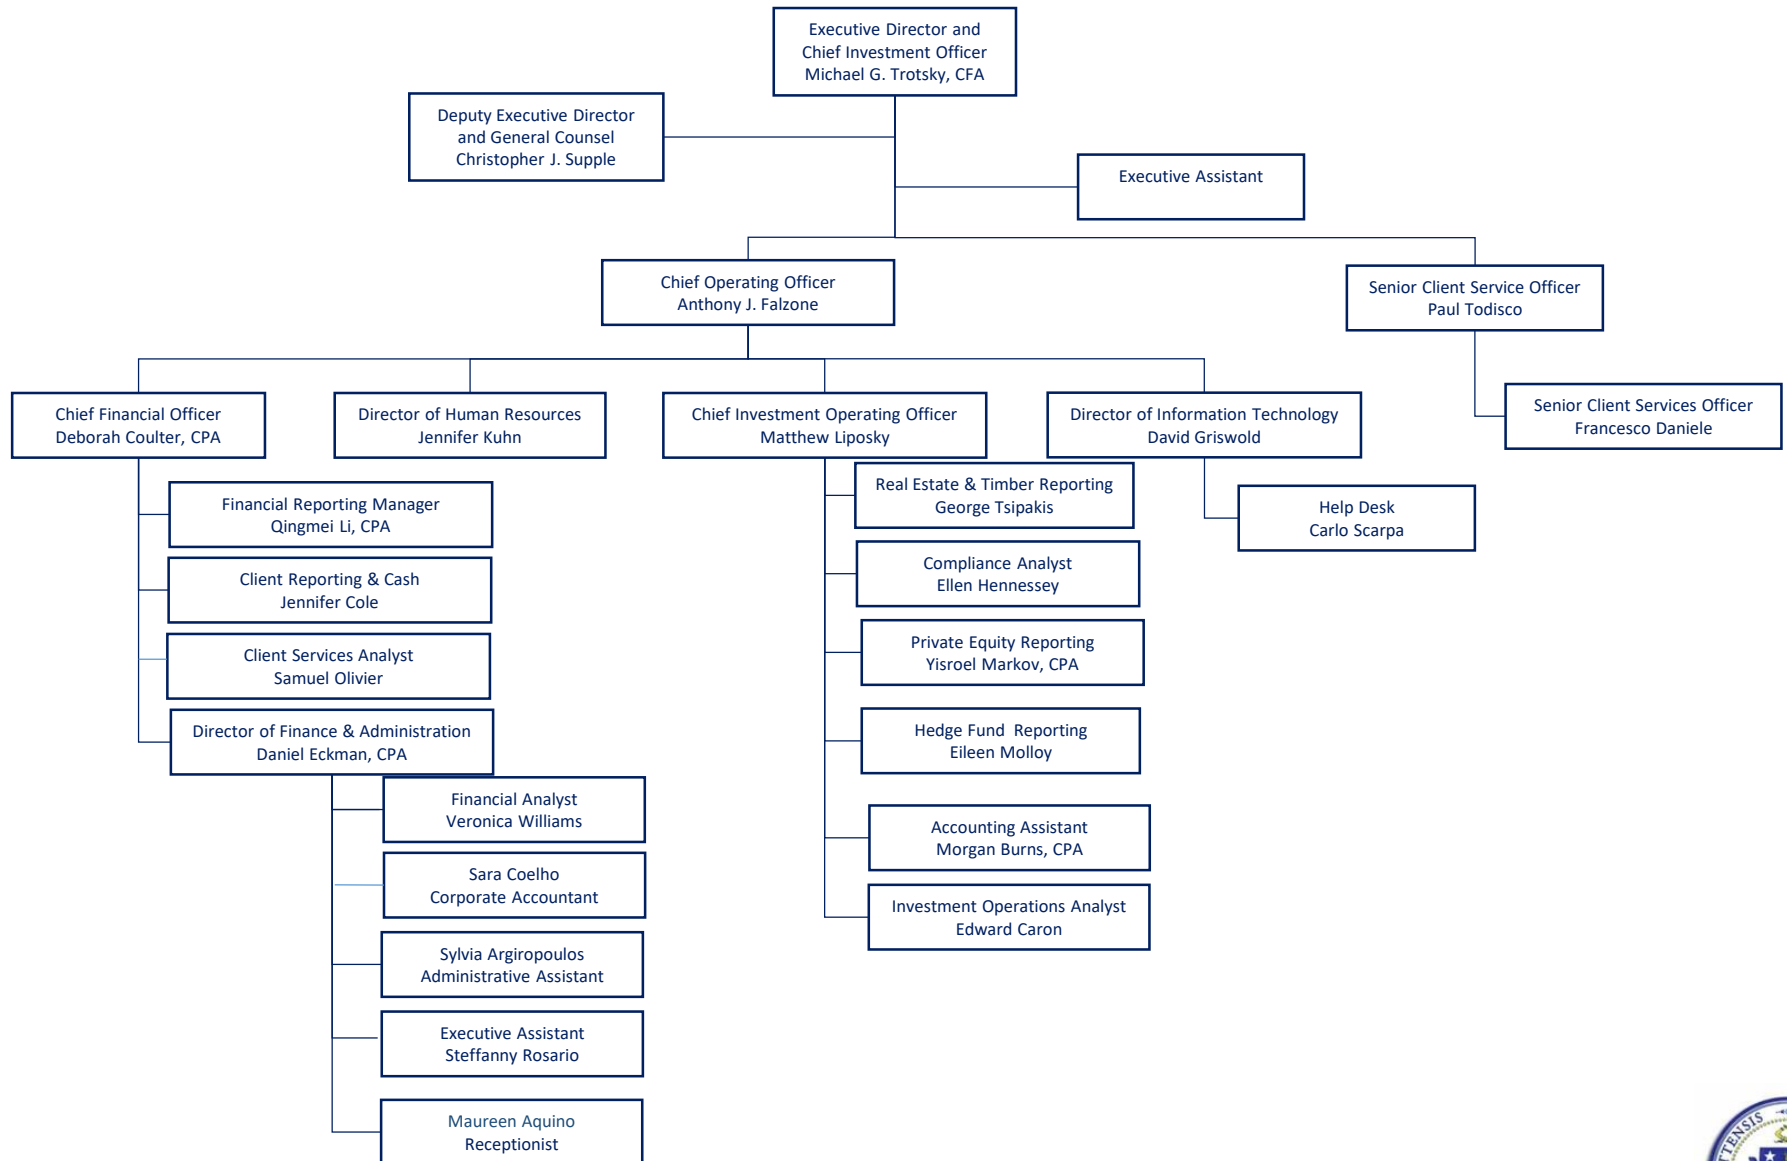 Executive Director and
Chief Investment Officer
Michael G. Trotsky, CFA
Deputy Executive Director
and General Counsel
Christopher J. Supple
Executive Assistant
Chief Operating Officer
Anthony J. Falzone
Senior Client Service Officer
Paul Todisco
Chief Financial Officer
Deborah Coulter, CPA
Director of Human Resources
Jennifer Kuhn
Chief Investment Operating Officer
Matthew Liposky
Director of Information Technology
David Griswold
Senior Client Services Officer
Francesco Daniele
Financial Reporting Manager
Qingmei Li, CPA
Client Reporting & Cash
Jennifer Cole
Client Services Analyst
Samuel Olivier
Director of Finance & Administration
Daniel Eckman, CPA
Financial Analyst
Veronica Williams
Sara Coelho
Corporate Accountant
Sylvia Argiropoulos
Administrative Assistant
Executive Assistant
Steffanny Rosario
Maureen Aquino
Receptionist
Real Estate & Timber Reporting
George Tsipakis
Compliance Analyst
Ellen Hennessey
Private Equity Reporting
Yisroel Markov, CPA
Hedge Fund  Reporting
Eileen Molloy
Accounting Assistant
Morgan Burns, CPA
Investment Operations Analyst
Edward Caron
Help Desk
Carlo Scarpa